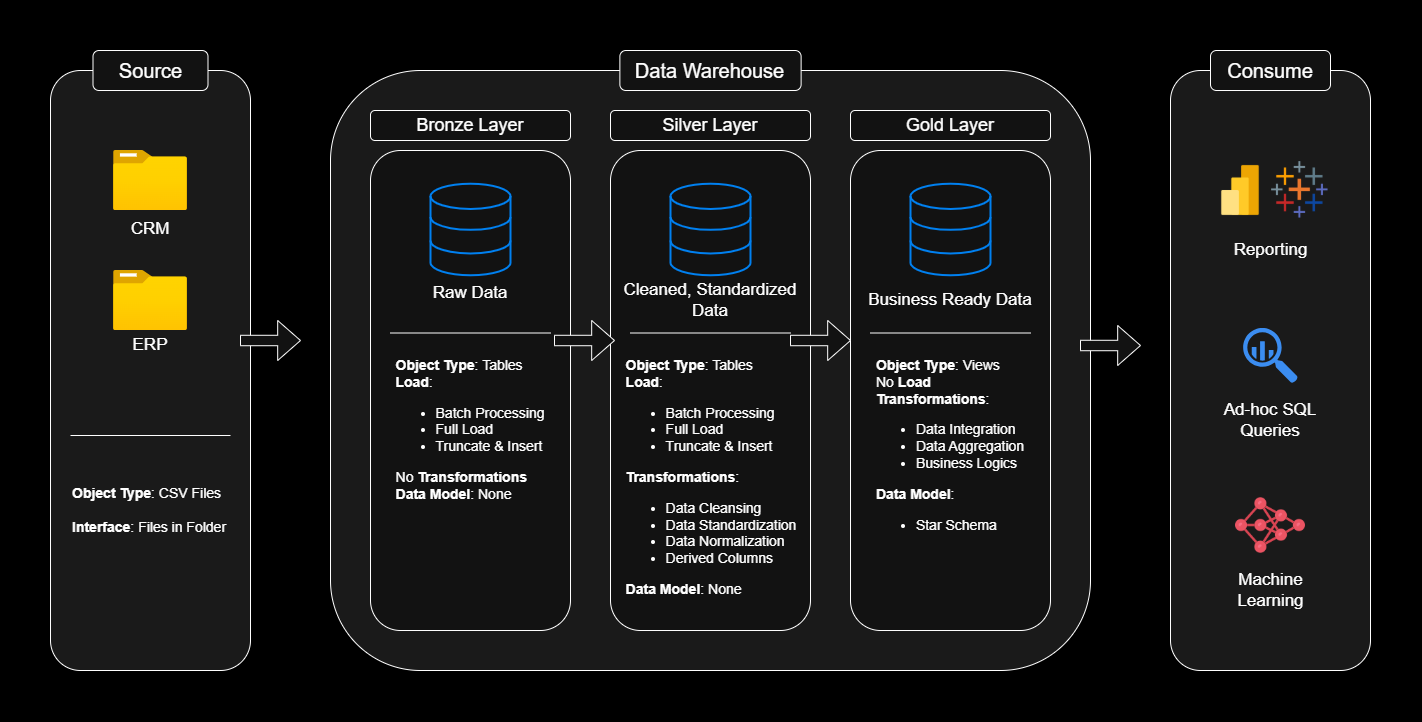 Source
CRM
ERP
Object Type: CSV Files
Interface: Files in Folder
Data Warehouse
Bronze Layer
Raw Data
Object Type: Tables
Load:
• Batch Processing
• Full Load
• Truncate & Insert
No Transformations
Data Model: None
Silver Layer
Cleaned, Standardized
Data
Object Type: Tables
Load:
• Batch Processing
• Full Load
• Truncate & Insert
Transformations:
• Data Cleansing
• Data Standardization
• Data Normalization
• Derived Columns
Data Model: None
Gold Layer
Business Ready Data
Object Type: Views
No Load
Transformations:
• Data Integration
• Data Aggregation
• Business Logics
Data Model:
• Star Schema
Consume
Reporting
Ad-hoc SQL
Queries
Machine
Learning